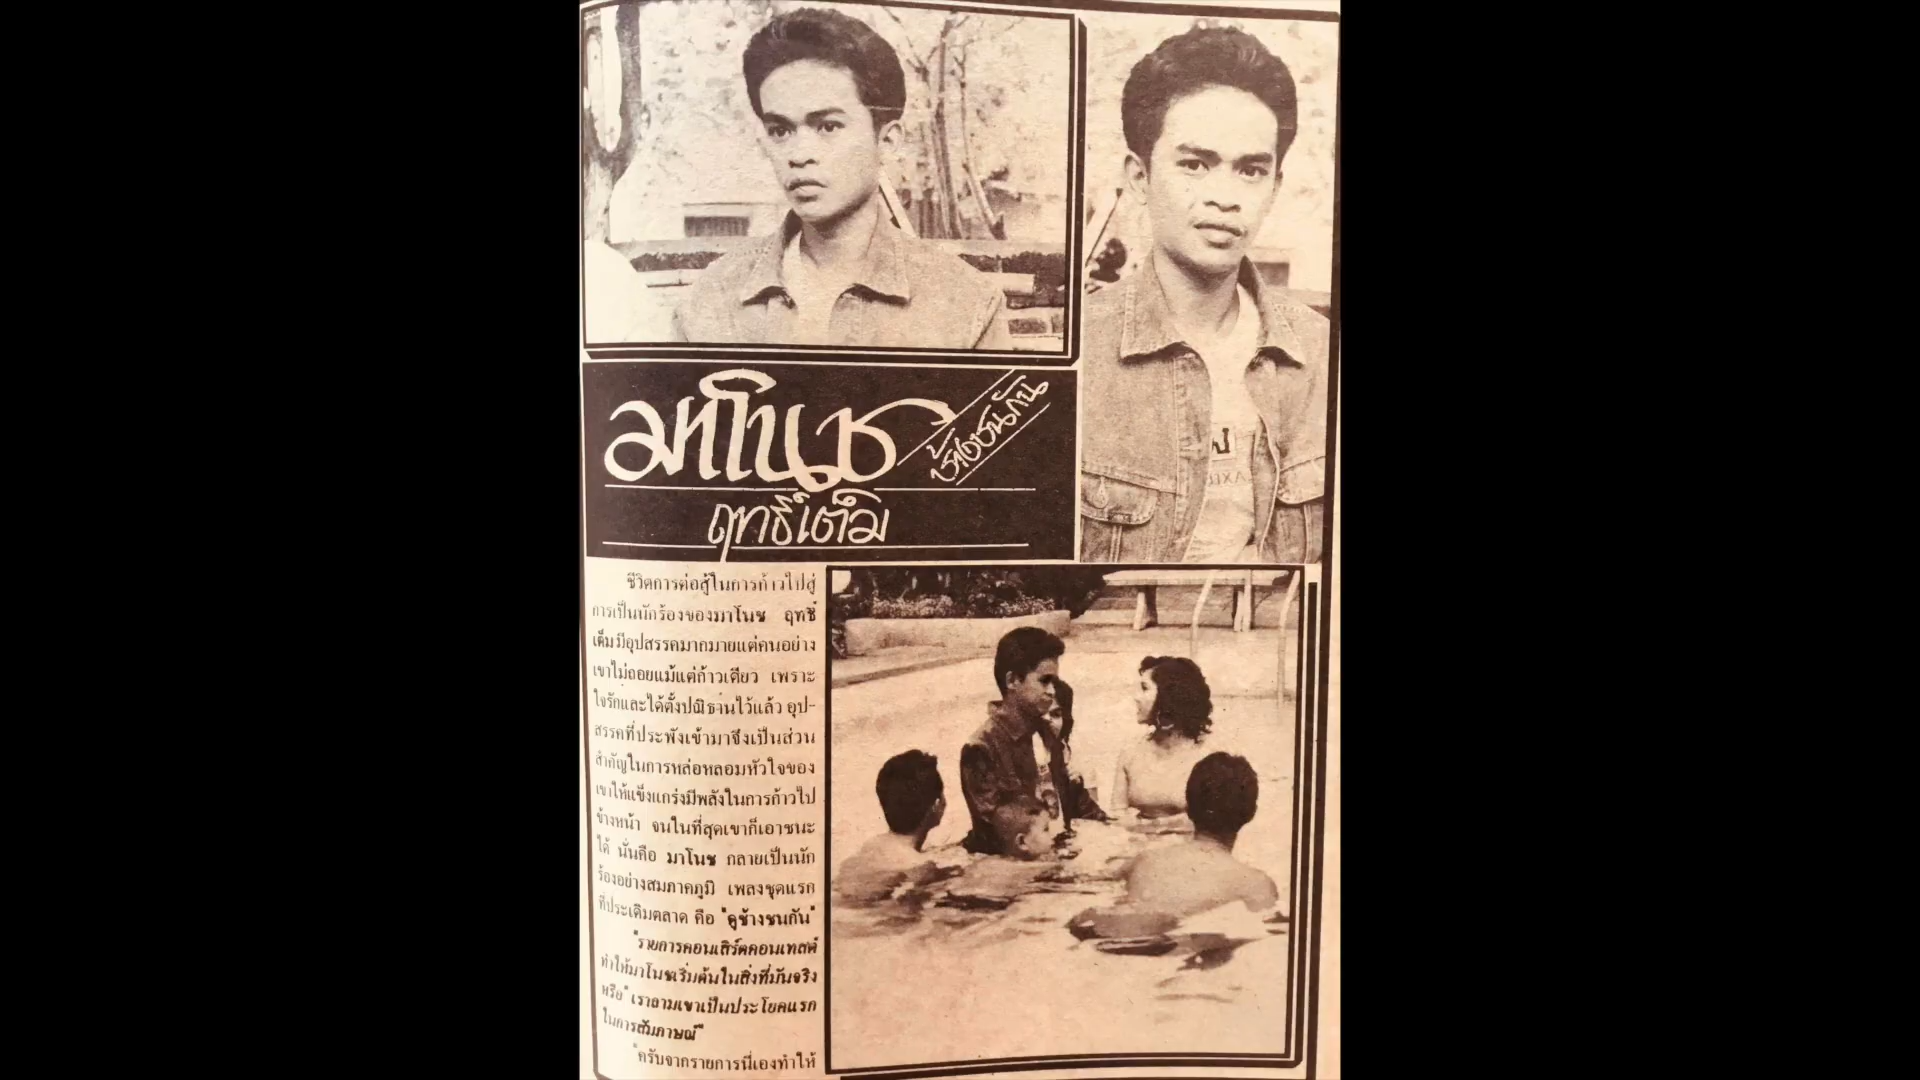 มาโนช
ช้างชนกัน
ฤทธิ์เต็ม
AXE
ชีวิตการต่อสู้ในการก้าวไปสู่
การเป็นนักร้องของมาโนช ฤทธิ์
เต็มมีอุปสรรคมากมายแต่คนอย่าง
เขาไม่ถอยแม้แต่ก้าวเดียว เพราะ
ใจรักและได้ตั้งปณิธานไว้แล้ว อุป-
สรรคที่ประพังเข้ามาจึงเป็นส่วน
สำคัญในการหล่อหลอมหัวใจของ
เขาให้แข็งแกร่งมีพลังในการก้าวไป
ข้างหน้า จนในที่สุดเขาก็เอาชนะ
ได้ นั่นคือ มาโนช กลายเป็นนัก
ร้องอย่างสมภาคภูมิ เพลงชุดแรก
ที่ประเดิมตลาด คือ "คูช้างชนกัน"
"รายการคอนเสิร์ตคอนเทสต์
ทำให้มาโนชเริ่มต้นในสิ่งที่มันจริง
หรือ" เราถามเขาเป็นประโยคแรก
ในการสัมภาษณ์"
"ครับจากรายการนี่เองทำให้